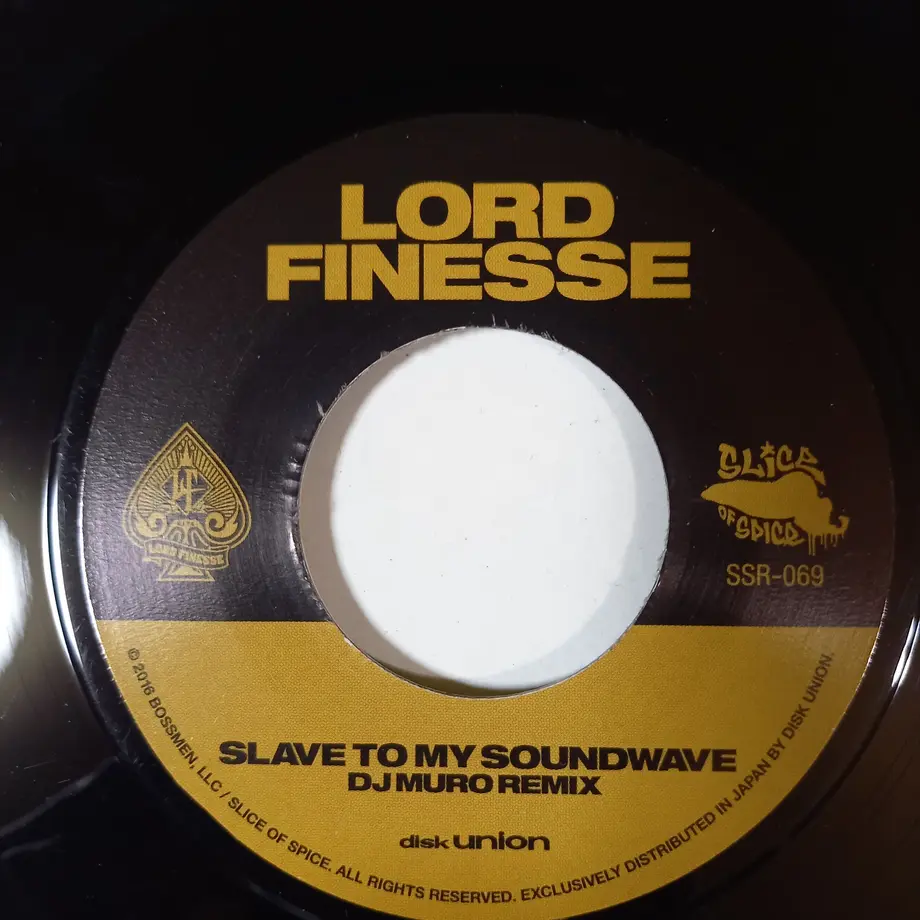 LORD
FINESSE
LF
LORD FINESSE
SLICE
OF SPICE
SSR-069
SLAVE TO MY SOUNDWAVE
DJ MURO REMIX
disk union
© 2016 BOSSMEN, LLC / SLICE OF SPICE. ALL RIGHTS RESERVED. EXCLUSIVELY DISTRIBUTED IN JAPAN BY DISK UNION.